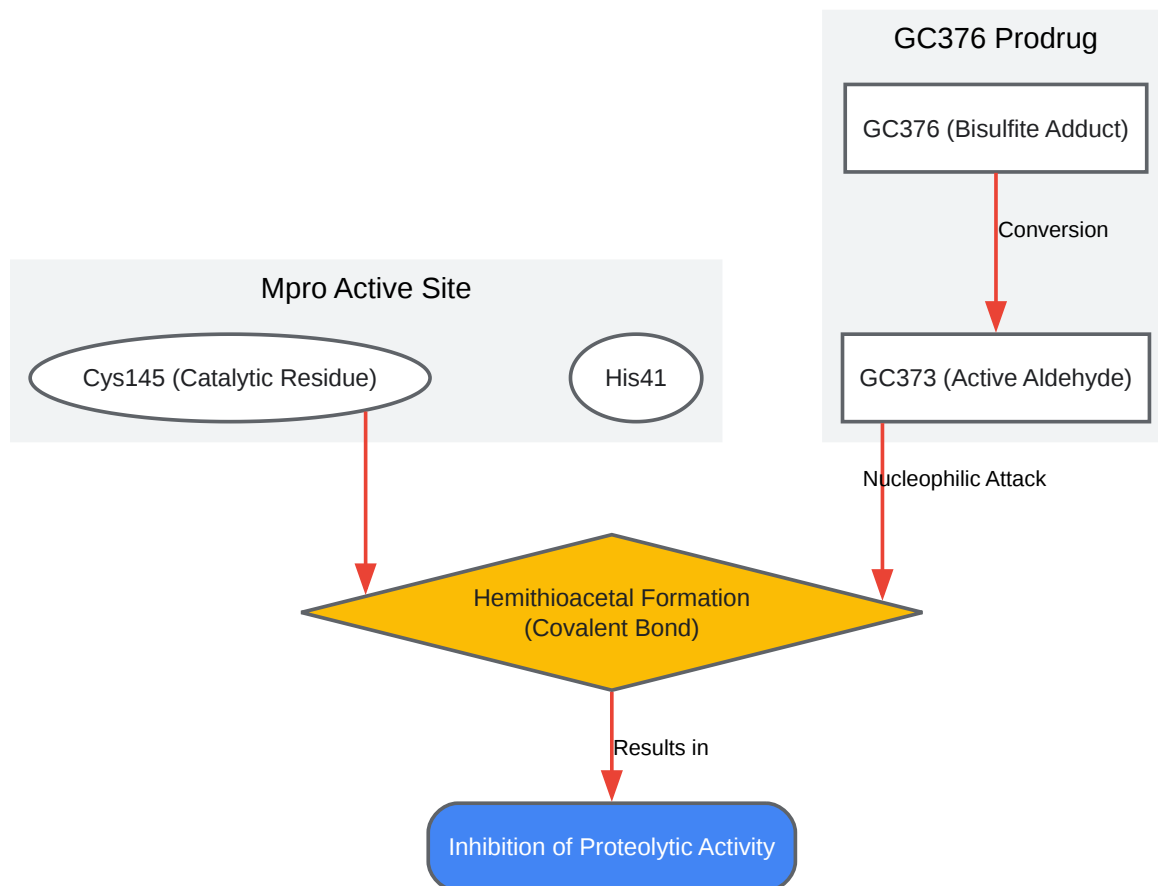 GC376 Prodrug
GC376 (Bisulfite Adduct)
Conversion
Mpro Active Site
Cys145 (Catalytic Residue)
His41
GC373 (Active Aldehyde)
Nucleophilic Attack
Hemithioacetal Formation
(Covalent Bond)
Results in
Inhibition of Proteolytic Activity